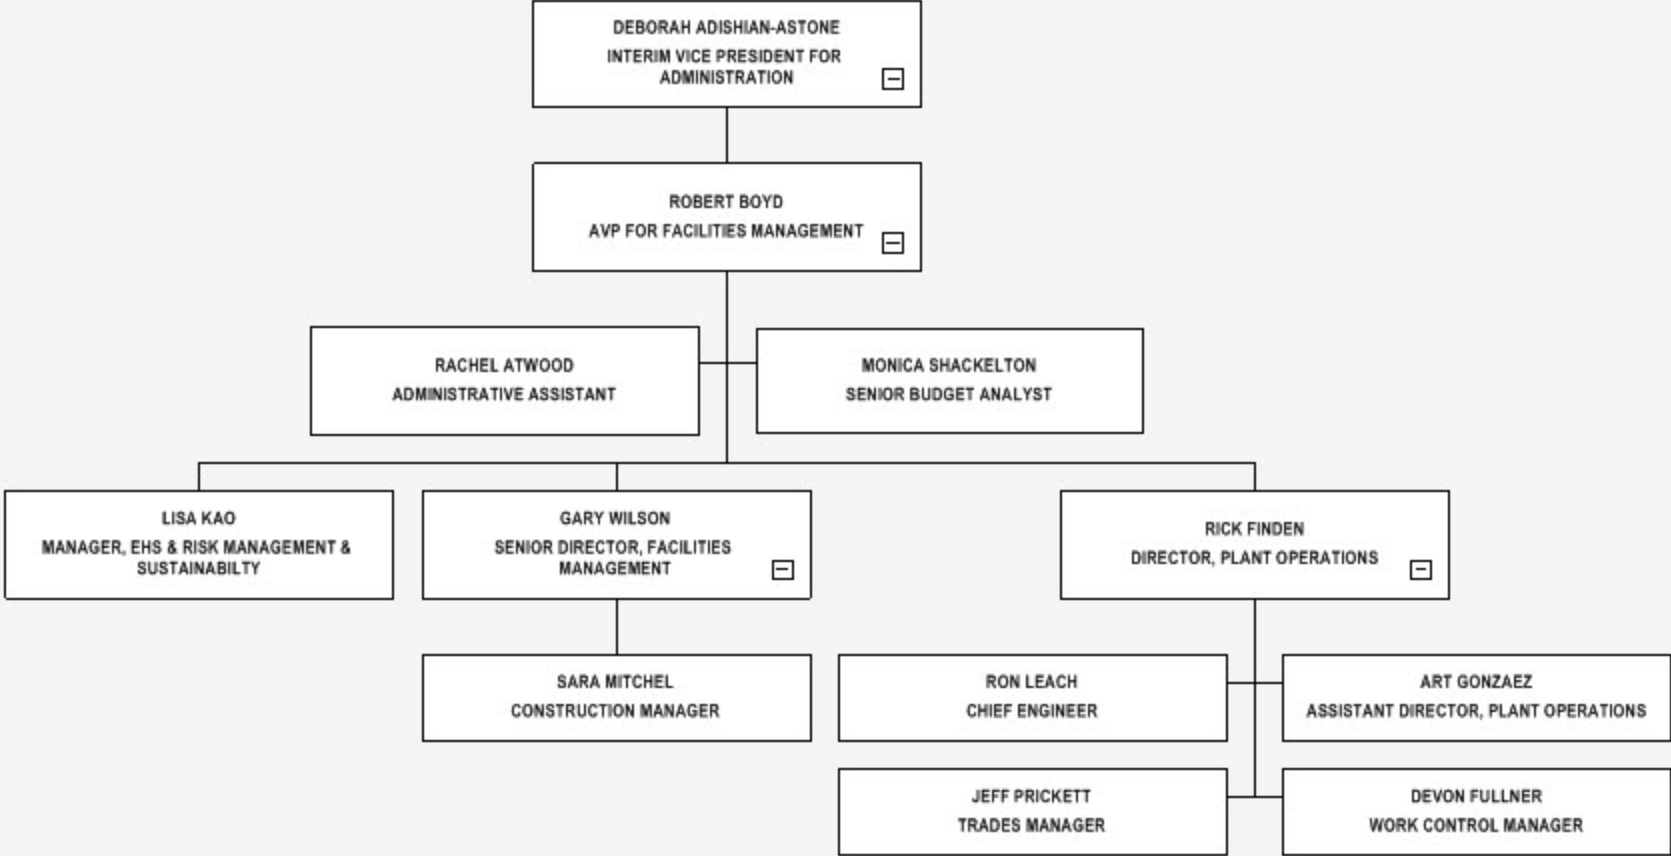 DEBORAH ADISHIAN-ASTONE
INTERIM VICE PRESIDENT FOR
ADMINISTRATION
ROBERT BOYD
AVP FOR FACILITIES MANAGEMENT
RACHEL ATWOOD
ADMINISTRATIVE ASSISTANT
MONICA SHACKELTON
SENIOR BUDGET ANALYST
LISA KAO
MANAGER, EHS & RISK MANAGEMENT &
SUSTAINABILTY
GARY WILSON
SENIOR DIRECTOR, FACILITIES
MANAGEMENT
RICK FINDEN
DIRECTOR, PLANT OPERATIONS
SARA MITCHEL
CONSTRUCTION MANAGER
RON LEACH
CHIEF ENGINEER
ART GONZAEZ
ASSISTANT DIRECTOR, PLANT OPERATIONS
JEFF PRICKETT
TRADES MANAGER
DEVON FULLNER
WORK CONTROL MANAGER